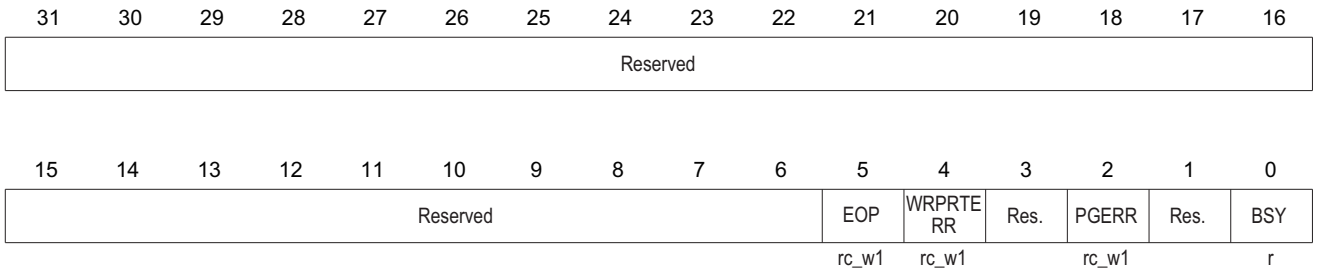 31 30 29 28 27 26 25 24 23 22 21 20 19 18 17 16
Reserved
15 14 13 12 11 10 9 8 7 6 5 4 3 2 1 0
Reserved EOP WRPRTE Res. PGERR Res. BSY
RR
rc_w1 rc_w1 rc_w1 r